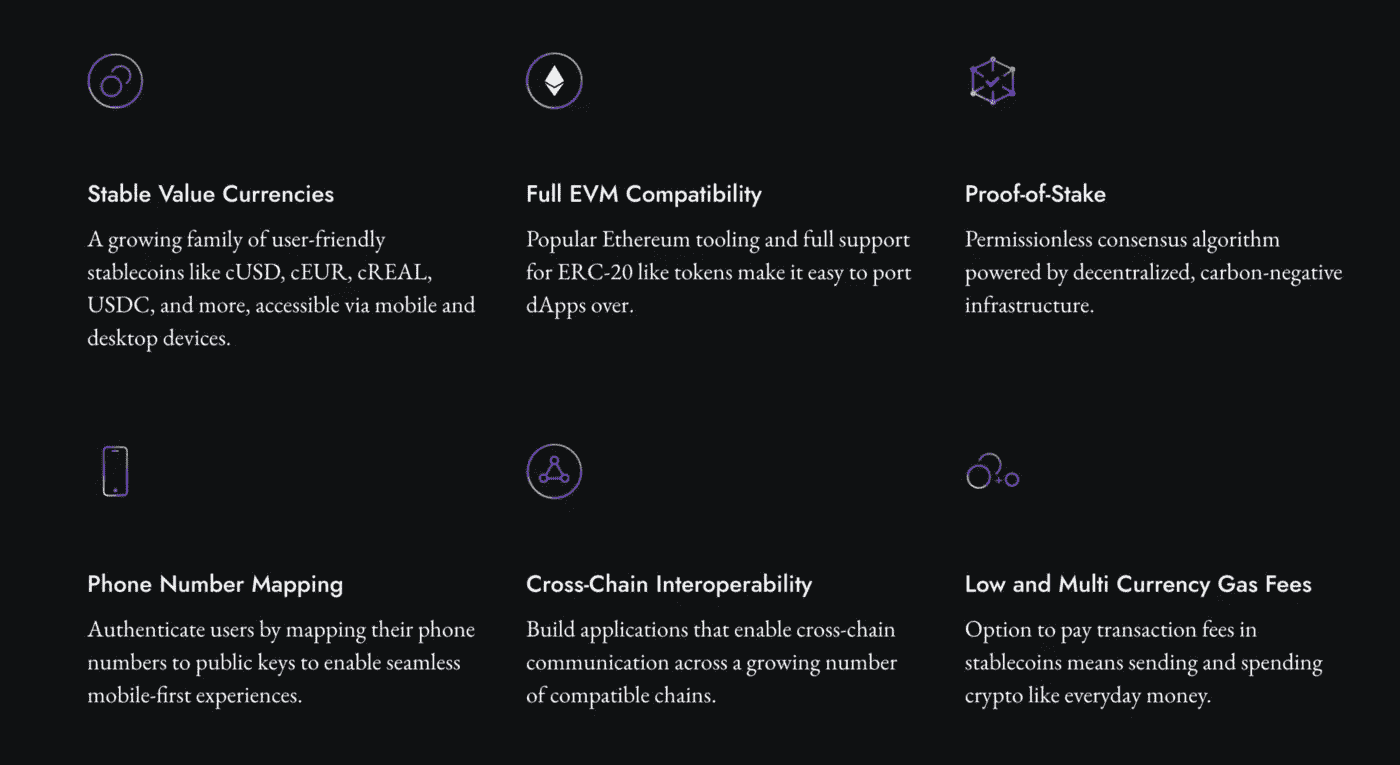 Stable Value Currencies
A growing family of user-friendly
stablecoins like cUSD, cEUR, cREAL,
USDC, and more, accessible via mobile and
desktop devices.
Full EVM Compatibility
Popular Ethereum tooling and full support
for ERC-20 like tokens make it easy to port
dApps over.
Proof-of-Stake
Permissionless consensus algorithm
powered by decentralized, carbon-negative
infrastructure.
Phone Number Mapping
Authenticate users by mapping their phone
numbers to public keys to enable seamless
mobile-first experiences.
Cross-Chain Interoperability
Build applications that enable cross-chain
communication across a growing number
of compatible chains.
Low and Multi Currency Gas Fees
Option to pay transaction fees in
stablecoins means sending and spending
crypto like everyday money.